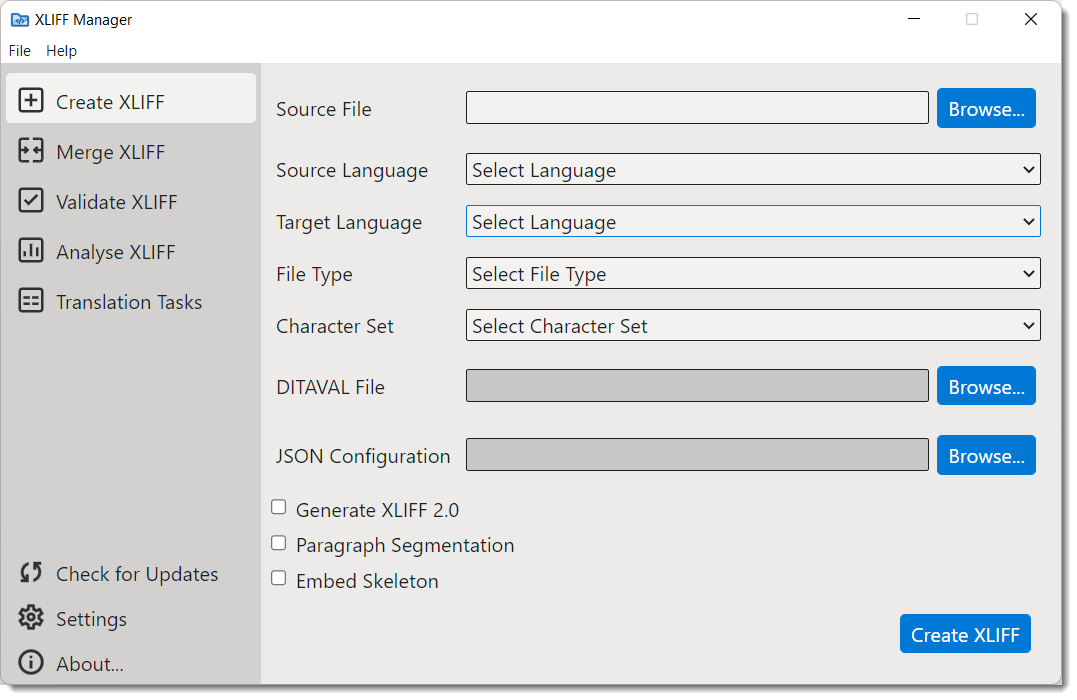 XLIFF Manager
File Help
Create XLIFF
Merge XLIFF
Validate XLIFF
Analyse XLIFF
Translation Tasks
Check for Updates
Settings
About...
Source File Browse...
Source Language Select Language
Target Language Select Language
File Type Select File Type
Character Set Select Character Set
DITAVAL File Browse...
JSON Configuration Browse...
Generate XLIFF 2.0
Paragraph Segmentation
Embed Skeleton
Create XLIFF